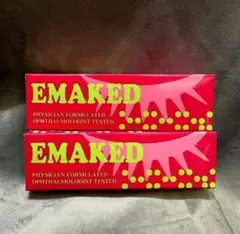 EMAKED
PHYSICIAN FORMULATED
OPHTHALMOLOGIST TESTED
EMAKED
PHYSICIAN FORMULATED
OPHTHALMOLOGIST TESTED